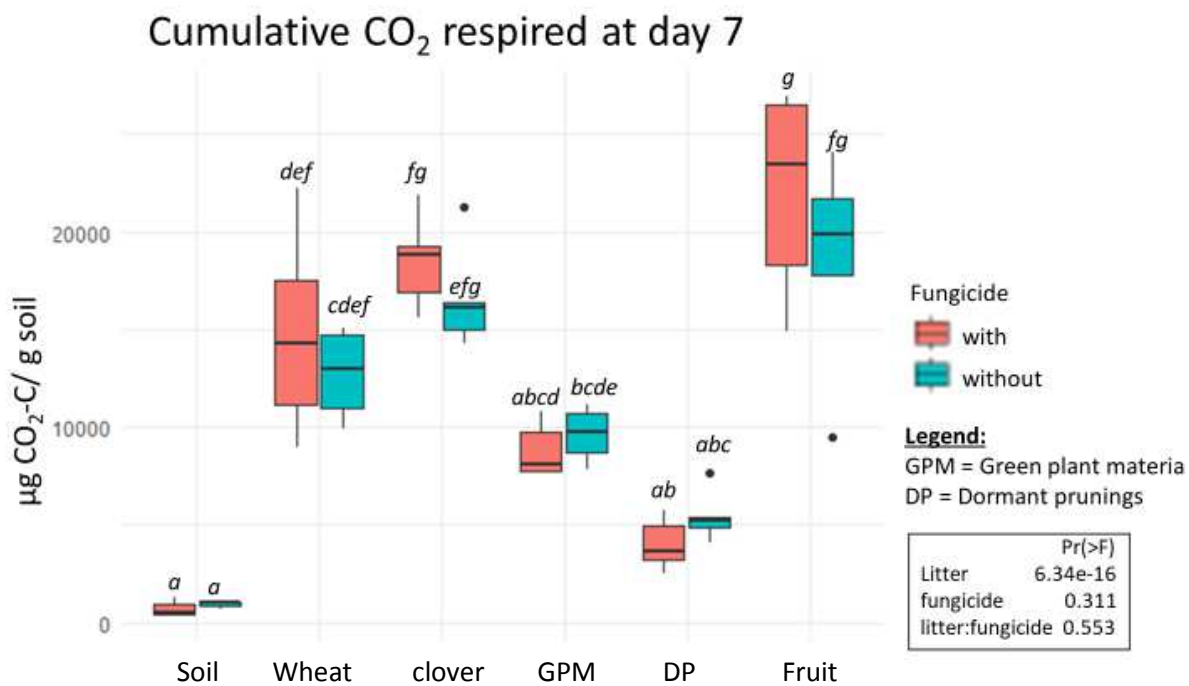 Cumulative CO₂ respired at day 7
µg CO₂-C/ g soil
20000
10000
0
a
a
def
cdef
fg
efg
abcd
bcde
ab
abc
g
fg
Soil
Wheat
clover
GPM
DP
Fruit
Fungicide
with
without
Legend:
GPM = Green plant materia
DP = Dormant prunings
Pr(>F)
Litter 6.34e-16
fungicide 0.311
litter:fungicide 0.553